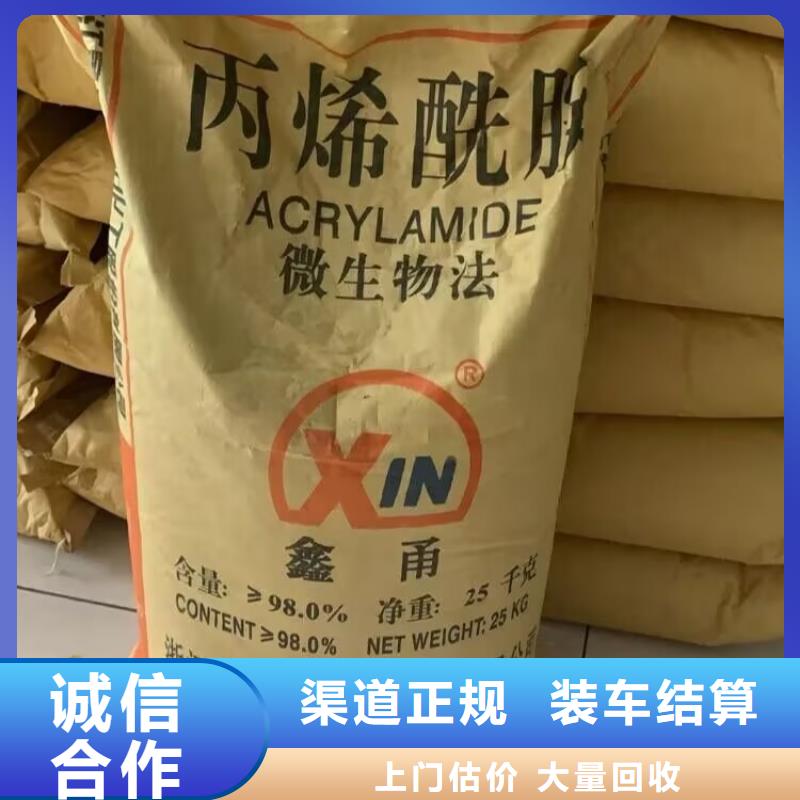 丙烯酰胺
ACRYLAMIDE
微生物法
®
XIN
鑫 甬
含量: ≥98.0% 净重: 25 千克
CONTENT≥98.0% NET WEIGHT: 25 KG
诚信
合作
渠道正规 装车结算
上门估价 大量回收